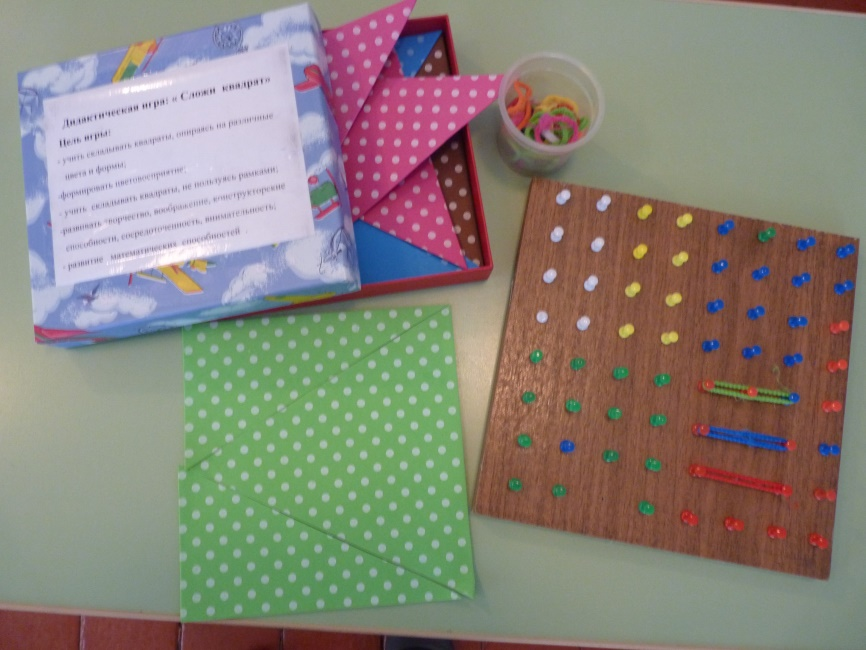 Дидактическая игра: « Сложи квадрат»
Цель игры:
- учить складывать квадраты, опираясь на различные
цвета и формы;
-формировать цветовосприятие;
- учить складывать квадраты, не пользуясь рамками;
-развовать творчество, воображение, конструкторские
способности, сосредоточенность, внимательность;
- развитие математических способностей